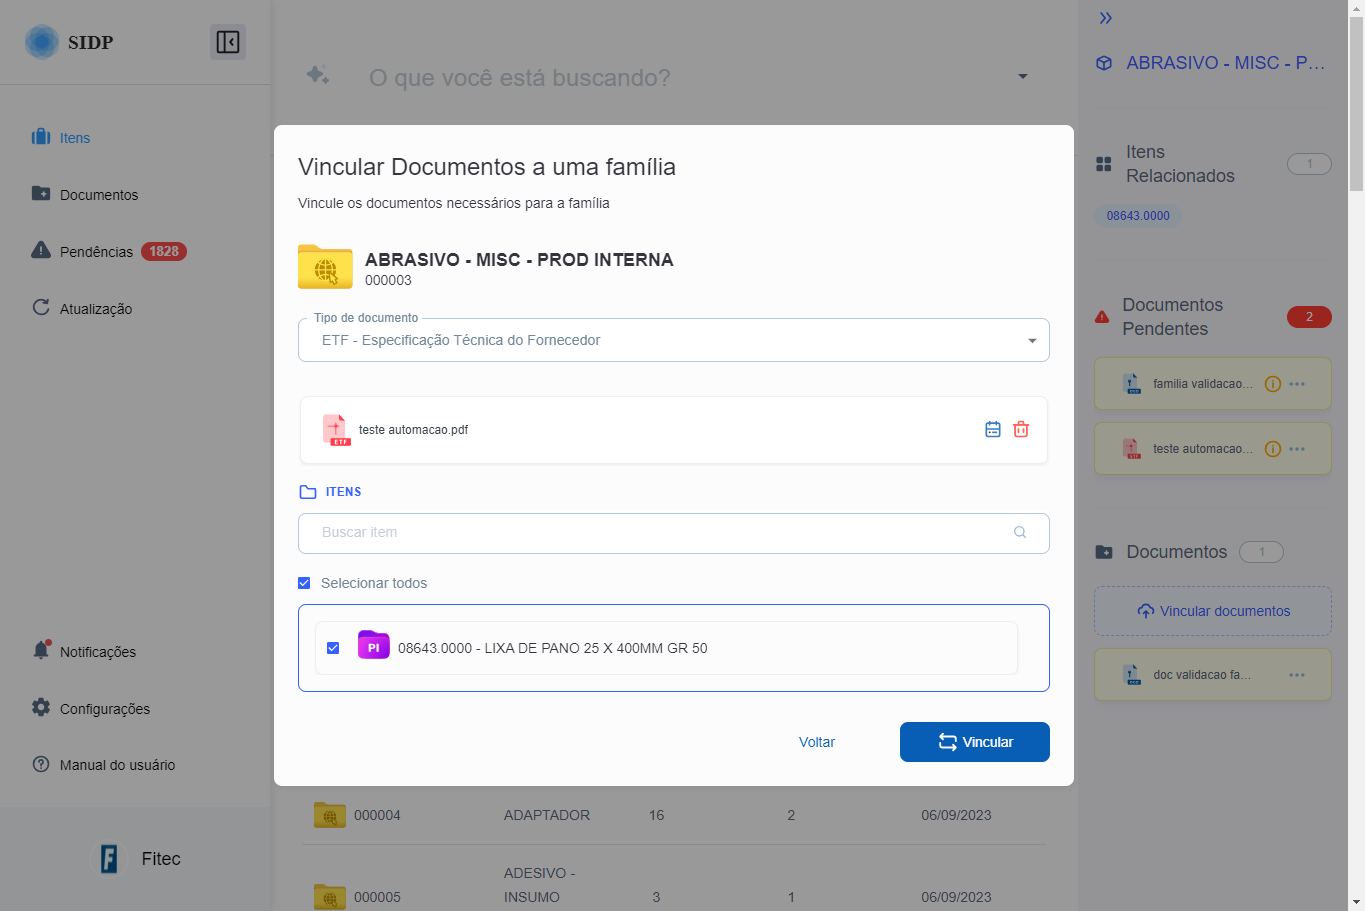 SIDP
Itens
Documentos
Pendências 1828
Atualização
Notificações
Configurações
Manual do usuário
Fitec
O que você está buscando?
Vincular Documentos a uma família
Vincule os documentos necessários para a família
ABRASIVO - MISC - PROD INTERNA
000003
Tipo de documento
ETF - Especificação Técnica do Fornecedor
ETF
teste automacao.pdf
ITENS
Buscar item
Selecionar todos
PI 08643.0000 - LIXA DE PANO 25 X 400MM GR 50
Voltar
Vincular
000004 ADAPTADOR 16 2 06/09/2023
ADESIVO -
000005 INSUMO 3 1 06/09/2023
ABRASIVO - MISC - P...
Itens
Relacionados 1
08643.0000
Documentos
Pendentes 2
familia validacao...
ETF teste automacao...
Documentos 1
Vincular documentos
doc validacao fa...